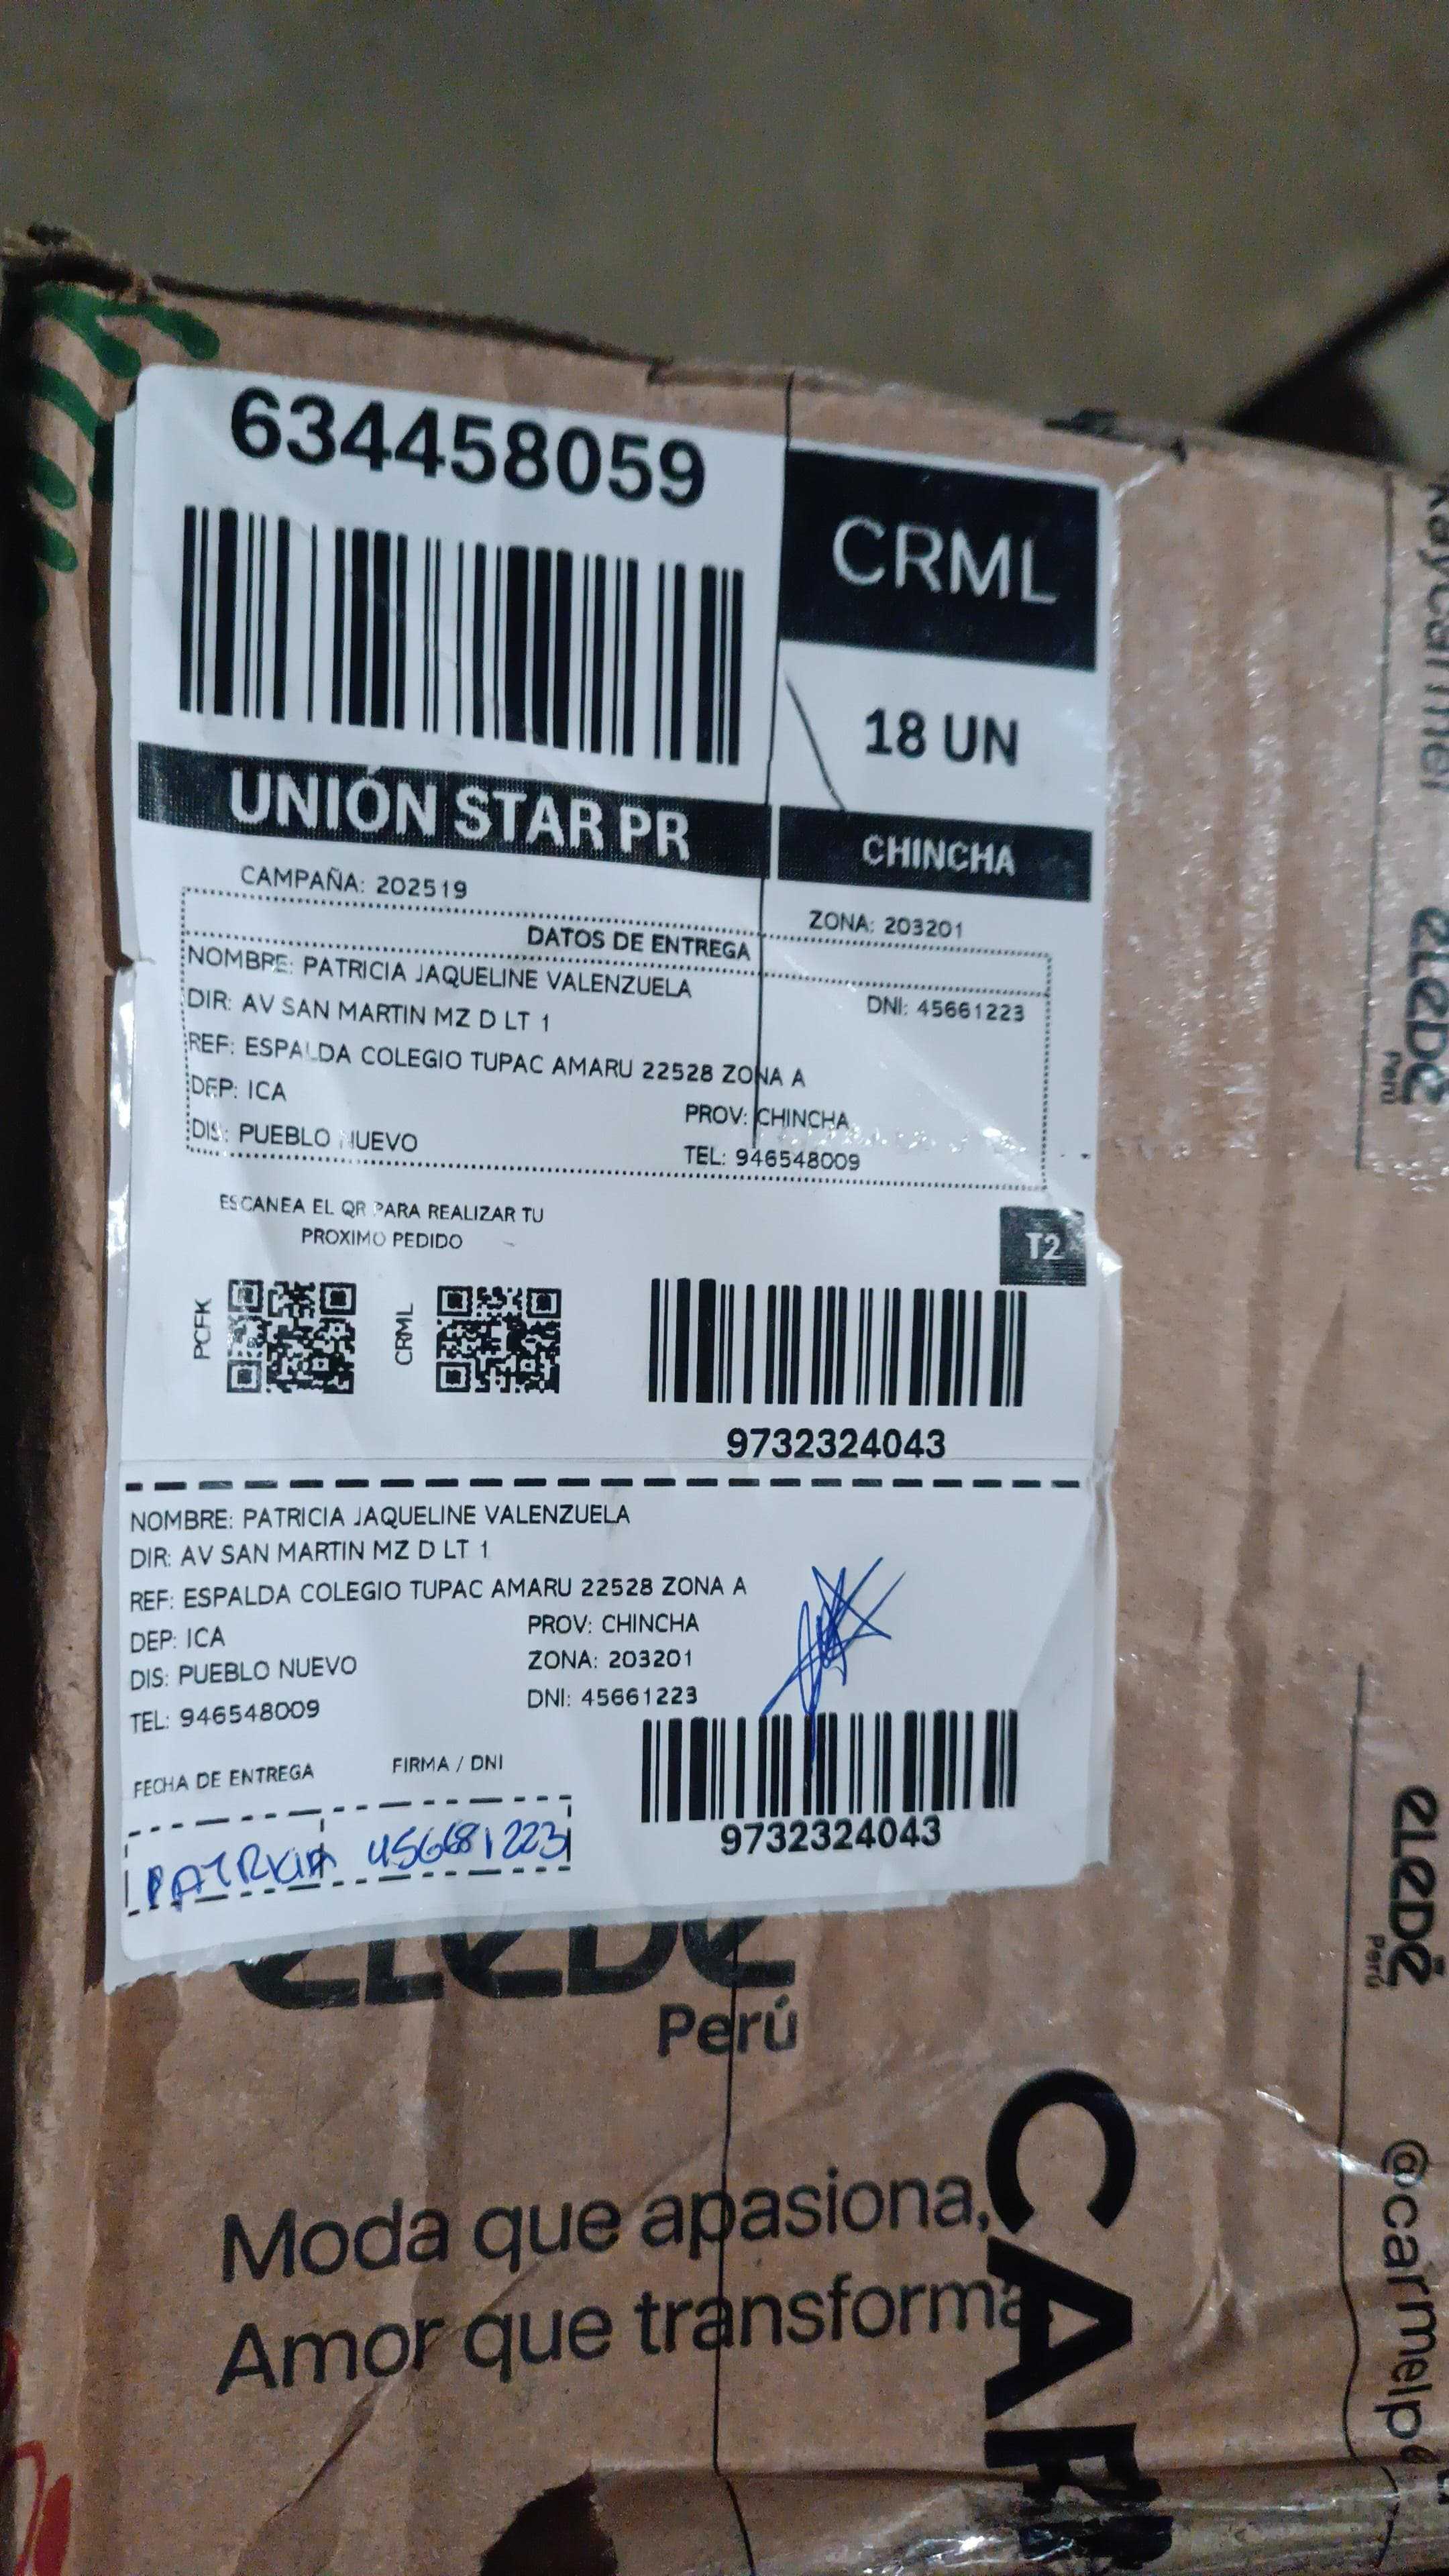 634458059
CRML
18 UN
UNIÓN STAR PR
CHINCHA
CAMPAÑA: 202519
ZONA: 203201
DATOS DE ENTREGA
NOMBRE: PATRICIA JAQUELINE VALENZUELA
DNI: 45661223
DIR: AV SAN MARTIN MZ D LT 1
REF: ESPALDA COLEGIO TUPAC AMARU 22528 ZONA A
DEP: ICA
PROV: CHINCHA
DIS: PUEBLO NUEVO
TEL: 946548009
ESCANEA EL QR PARA REALIZAR TU
PROXIMO PEDIDO
T2
PCFK
CRML
9732324043
NOMBRE: PATRICIA JAQUELINE VALENZUELA
DIR: AV SAN MARTIN MZ D LT 1
REF: ESPALDA COLEGIO TUPAC AMARU 22528 ZONA A
DEP: ICA
PROV: CHINCHA
DIS: PUEBLO NUEVO
ZONA: 203201
TEL: 946548009
DNI: 45661223
FECHA DE ENTREGA
FIRMA / DNI
PATRICIA
9732324043
eLeDe
Perú
Moda que apasiona,
Amor que transforma
CAR
eLeDe
Perú
eLeDe
Perú
@carmelpe